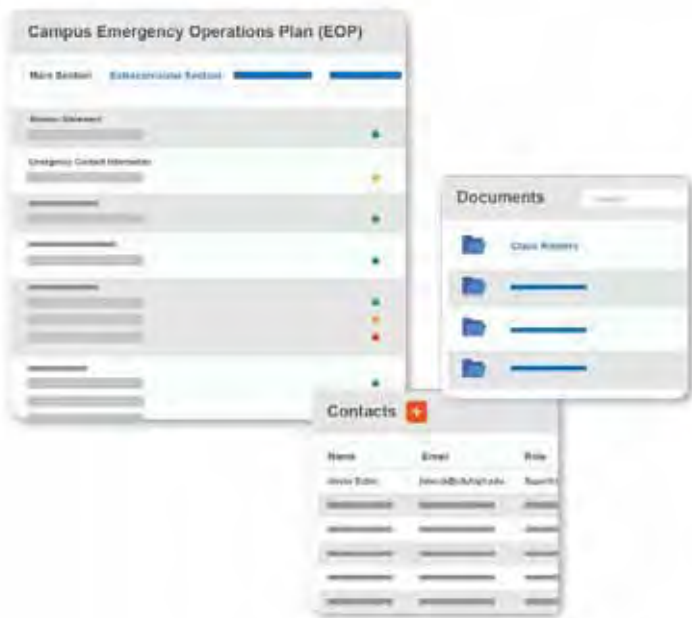 Campus Emergency Operations Plan (EOP)
Main Section
Section
Mission Statement
Emergency Contact Information
Documents
Class Rosters
Contacts +
Name Email Role